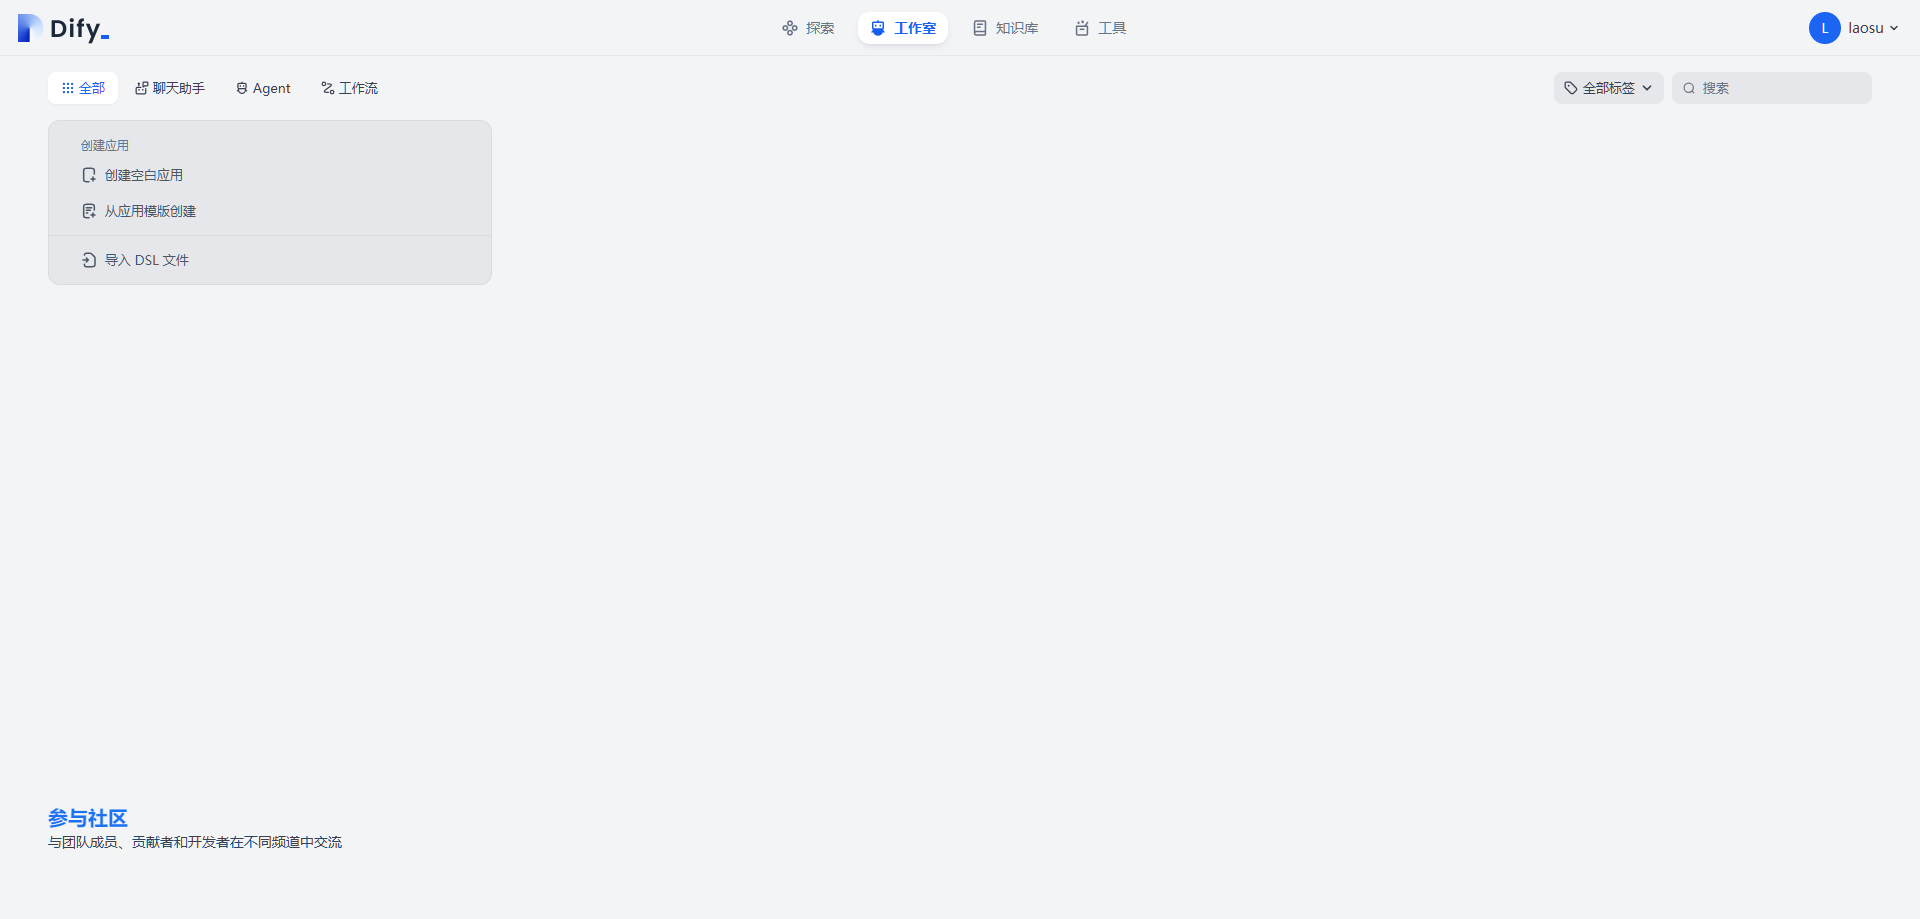 Dify_
探索
工作室
知识库
工具
L
laosu
全部
聊天助手
Agent
工作流
全部标签
搜索
创建应用
创建空白应用
从应用模版创建
导入 DSL 文件
参与社区
与团队成员、贡献者和开发者在不同频道中交流